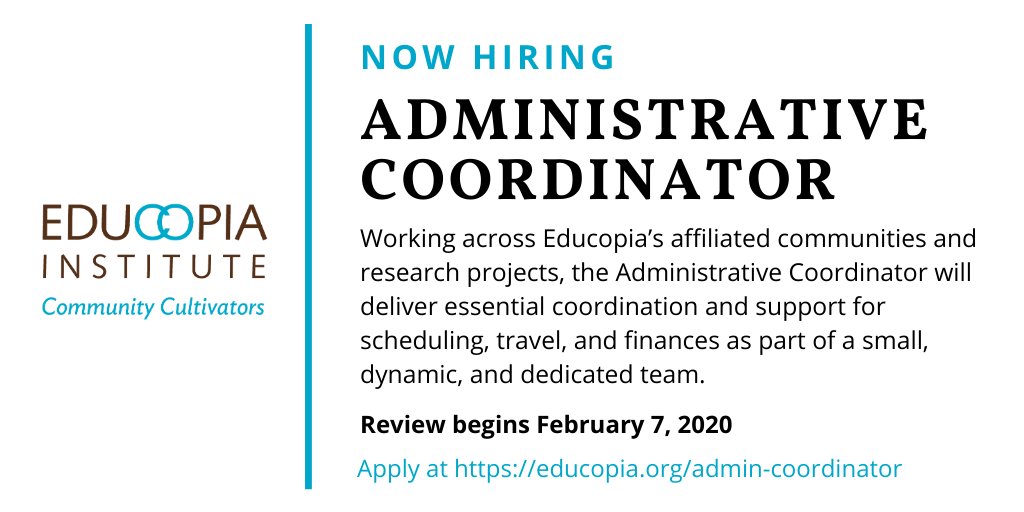 EDUCOPIA
INSTITUTE
Community Cultivators
NOW HIRING
ADMINISTRATIVE
COORDINATOR
Working across Educopia’s affiliated communities and
research projects, the Administrative Coordinator will
deliver essential coordination and support for
scheduling, travel, and finances as part of a small,
dynamic, and dedicated team.
Review begins February 7, 2020
Apply at https://educopia.org/admin-coordinator